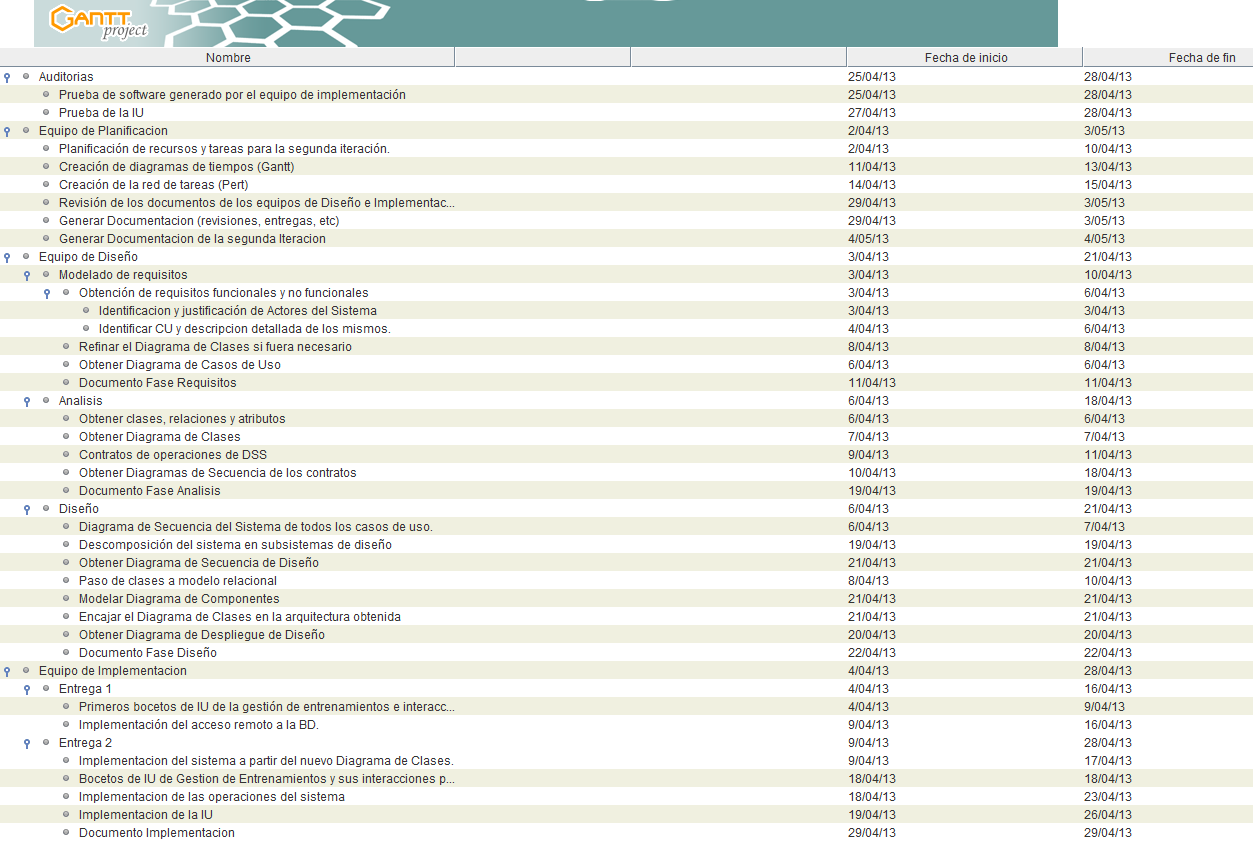 GANTT
project
Nombre Fecha de inicio Fecha de fin
Auditorias 25/04/13 28/04/13
Prueba de software generado por el equipo de implementación 25/04/13 28/04/13
Prueba de la IU 27/04/13 28/04/13
Equipo de Planificacion 2/04/13 3/05/13
Planificación de recursos y tareas para la segunda iteración. 2/04/13 10/04/13
Creación de diagramas de tiempos (Gantt) 11/04/13 13/04/13
Creación de la red de tareas (Pert) 14/04/13 15/04/13
Revisión de los documentos de los equipos de Diseño e Implementac... 29/04/13 3/05/13
Generar Documentacion (revisiones, entregas, etc) 29/04/13 3/05/13
Generar Documentacion de la segunda Iteracion 4/05/13 4/05/13
Equipo de Diseño 3/04/13 21/04/13
Modelado de requisitos 3/04/13 10/04/13
Obtención de requisitos funcionales y no funcionales 3/04/13 6/04/13
Identificacion y justificación de Actores del Sistema 3/04/13 3/04/13
Identificar CU y descripcion detallada de los mismos. 4/04/13 6/04/13
Refinar el Diagrama de Clases si fuera necesario 8/04/13 8/04/13
Obtener Diagrama de Casos de Uso 6/04/13 6/04/13
Documento Fase Requisitos 11/04/13 11/04/13
Analisis 6/04/13 18/04/13
Obtener clases, relaciones y atributos 6/04/13 6/04/13
Obtener Diagrama de Clases 7/04/13 7/04/13
Contratos de operaciones de DSS 9/04/13 11/04/13
Obtener Diagramas de Secuencia de los contratos 10/04/13 18/04/13
Documento Fase Analisis 19/04/13 19/04/13
Diseño 6/04/13 21/04/13
Diagrama de Secuencia del Sistema de todos los casos de uso. 6/04/13 7/04/13
Descomposición del sistema en subsistemas de diseño 19/04/13 19/04/13
Obtener Diagrama de Secuencia de Diseño 21/04/13 21/04/13
Paso de clases a modelo relacional 8/04/13 10/04/13
Modelar Diagrama de Componentes 21/04/13 21/04/13
Encajar el Diagrama de Clases en la arquitectura obtenida 21/04/13 21/04/13
Obtener Diagrama de Despliegue de Diseño 20/04/13 20/04/13
Documento Fase Diseño 22/04/13 22/04/13
Equipo de Implementacion 4/04/13 28/04/13
Entrega 1 4/04/13 16/04/13
Primeros bocetos de IU de la gestión de entrenamientos e interacc... 4/04/13 9/04/13
Implementación del acceso remoto a la BD. 9/04/13 16/04/13
Entrega 2 9/04/13 28/04/13
Implementacion del sistema a partir del nuevo Diagrama de Clases. 9/04/13 17/04/13
Bocetos de IU de Gestion de Entrenamientos y sus interacciones p... 18/04/13 18/04/13
Implementacion de las operaciones del sistema 18/04/13 23/04/13
Implementacion de la IU 19/04/13 26/04/13
Documento Implementacion 29/04/13 29/04/13